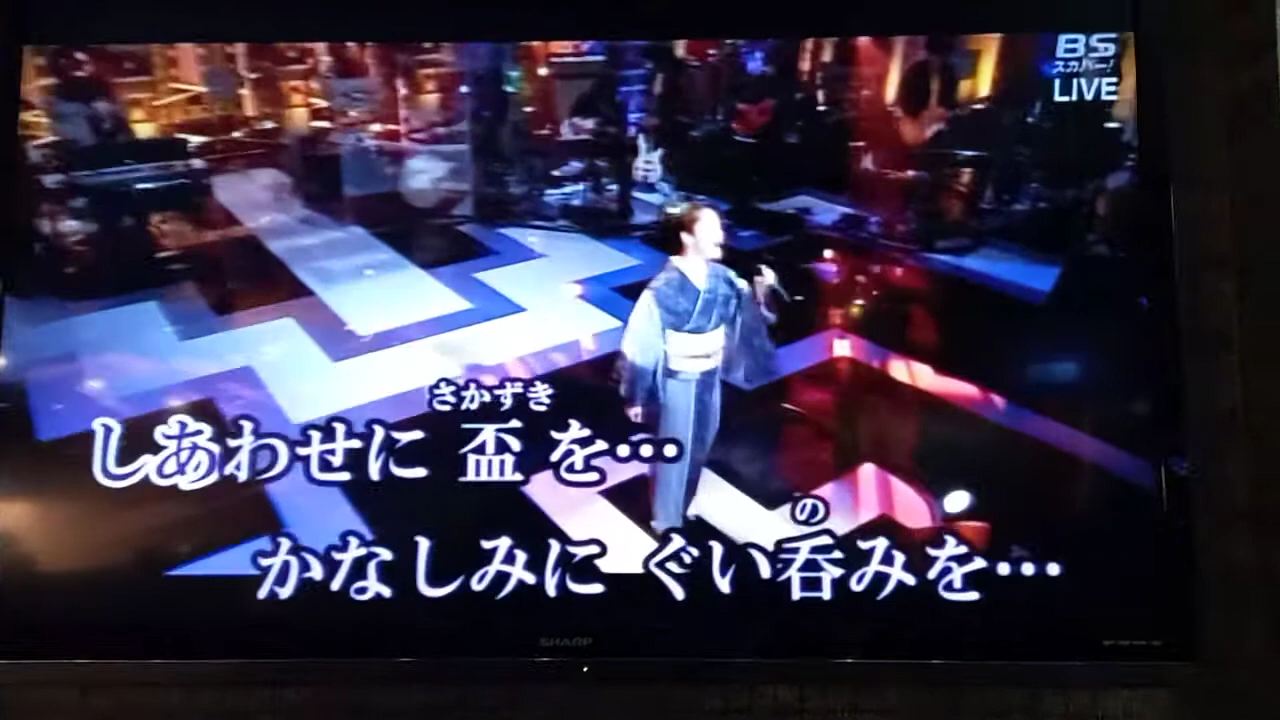 BS
スカパー!
LIVE
さかずき
しあわせに 盃 を…
の
かなしみに ぐい呑みを…
SHARP